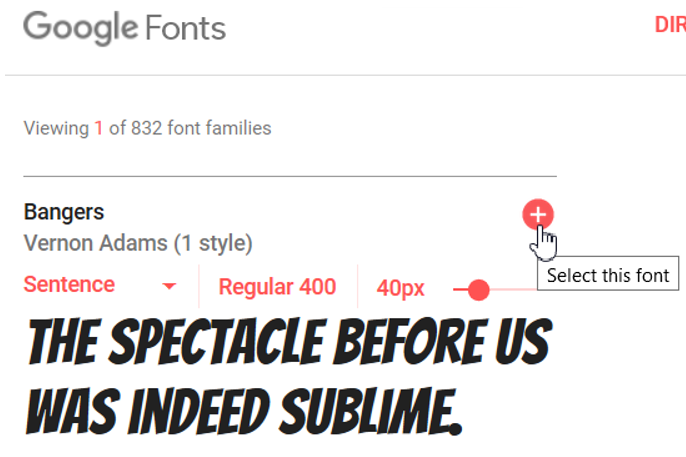 Google Fonts
DIR
Viewing 1 of 832 font families
Bangers
Vernon Adams (1 style)
Select this font
Sentence
Regular 400
40px
THE SPECTACLE BEFORE US
WAS INDEED SUBLIME.